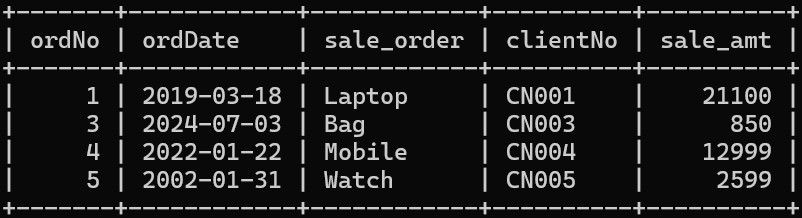 +-------+------------+------------+----------+----------+
| ordNo | ordDate    | sale_order | clientNo | sale_amt |
+-------+------------+------------+----------+----------+
|     1 | 2019-03-18 | Laptop     | CN001    |    21100 |
|     3 | 2024-07-03 | Bag        | CN003    |      850 |
|     4 | 2022-01-22 | Mobile     | CN004    |    12999 |
|     5 | 2002-01-31 | Watch      | CN005    |     2599 |
+-------+------------+------------+----------+----------+